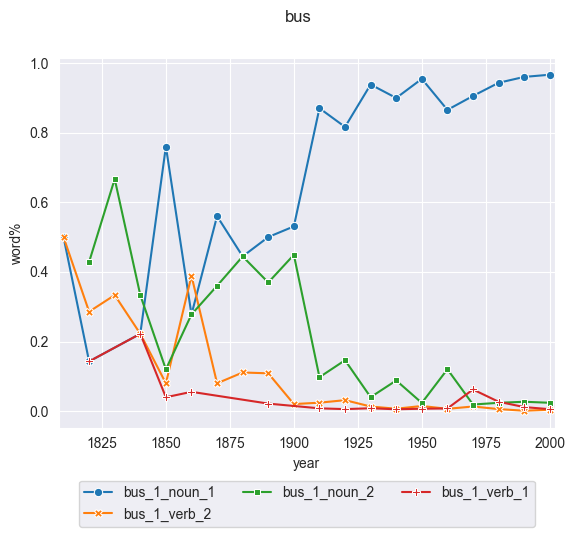 bus
1.0
0.8
0.6
0.4
0.2
0.0
word%
1825 1850 1875 1900 1925 1950 1975 2000
year
bus_1_noun_1 bus_1_noun_2 bus_1_verb_1
bus_1_verb_2